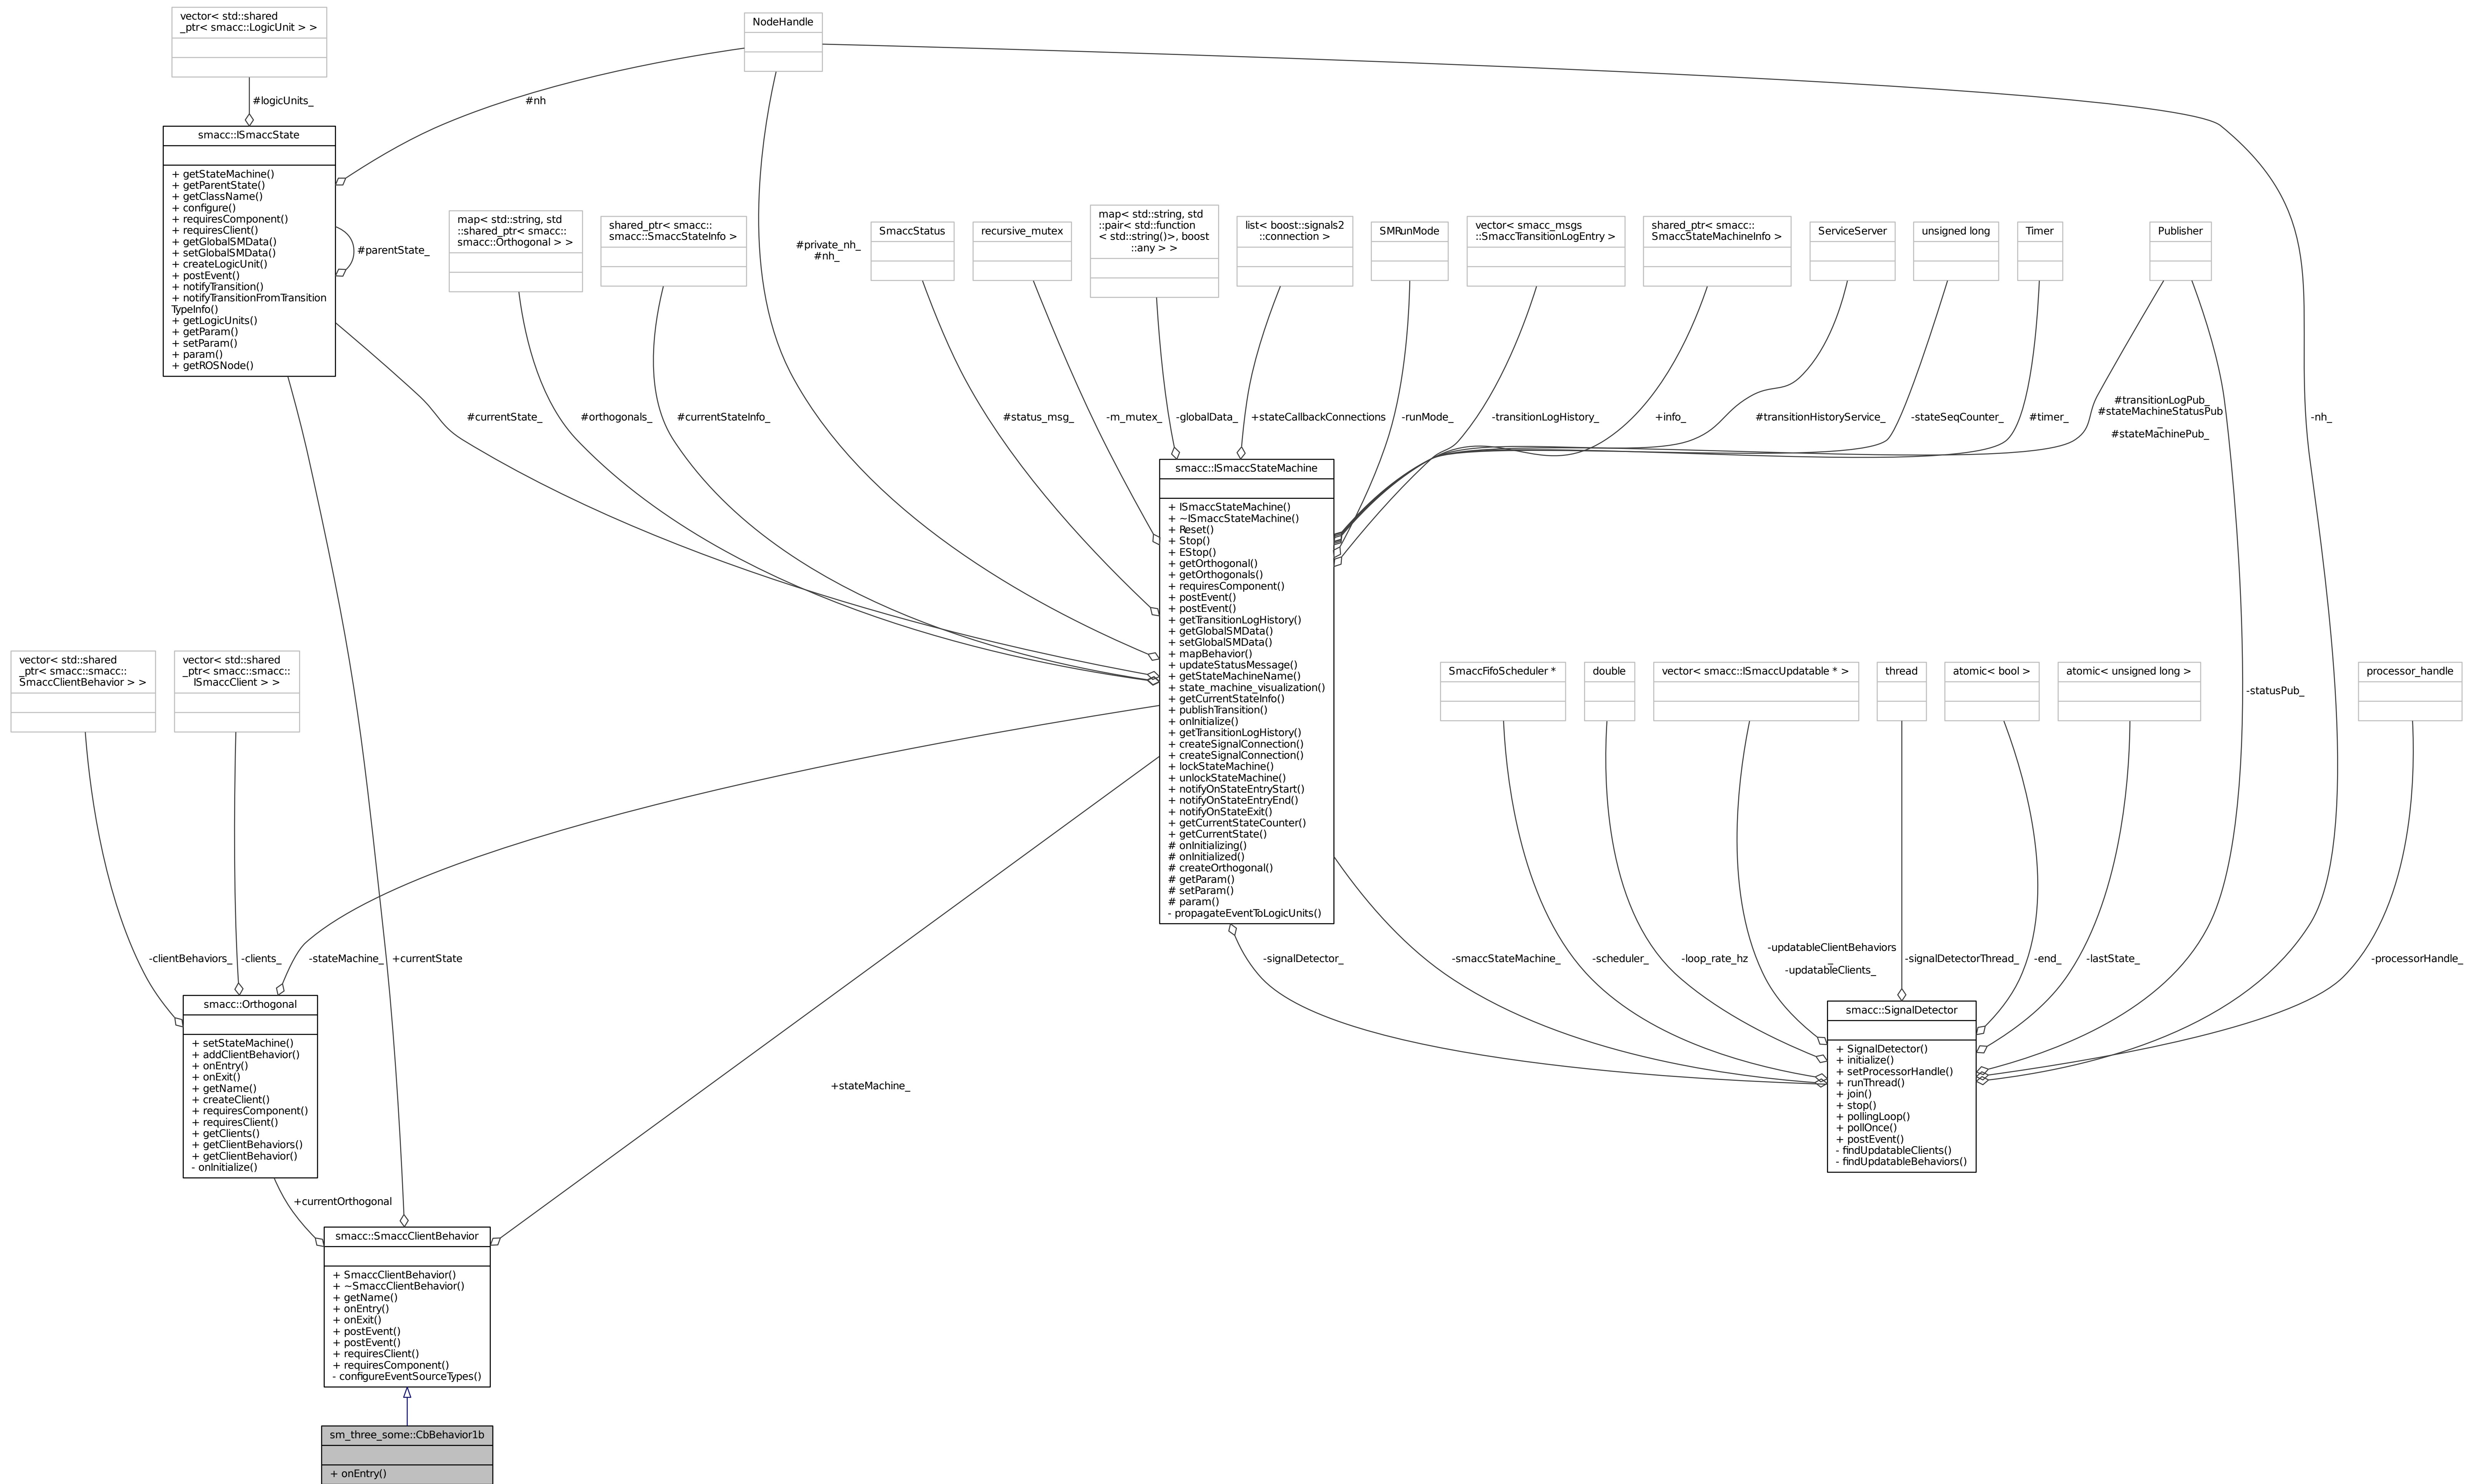 vector< std::shared
_ptr< smacc::LogicUnit > >
NodeHandle
#logicUnits_
#nh
smacc::ISmaccState
+ getStateMachine()
+ getParentState()
+ getClassName()
+ configure()
+ requiresComponent()
+ requiresClient()
+ getGlobalSMData()
+ setGlobalSMData()
+ createLogicUnit()
+ postEvent()
+ notifyTransition()
+ notifyTransitionFromTransition
TypeInfo()
+ getLogicUnits()
+ getParam()
+ setParam()
+ param()
+ getROSNode()
#parentState_
map< std::string, std
::shared_ptr< smacc::
smacc::Orthogonal > >
shared_ptr< smacc::
smacc::SmaccStateInfo >
#private_nh_
#nh_
SmaccStatus
recursive_mutex
map< std::string, std
::pair< std::function
< std::string()>, boost
::any > >
list< boost::signals2
::connection >
SMRunMode
vector< smacc_msgs
::SmaccTransitionLogEntry >
shared_ptr< smacc::
SmaccStateMachineInfo >
ServiceServer
unsigned long
Timer
Publisher
#currentState_
#orthogonals_
#currentStateInfo_
#status_msg_
-m_mutex_
-globalData_
+stateCallbackConnections
-runMode_
-transitionLogHistory_
+info_
#transitionHistoryService_
-stateSeqCounter_
#timer_
#transitionLogPub_
#stateMachineStatusPub
_
#stateMachinePub_
-nh_
smacc::ISmaccStateMachine
+ ISmaccStateMachine()
+ ~ISmaccStateMachine()
+ Reset()
+ Stop()
+ EStop()
+ getOrthogonal()
+ getOrthogonals()
+ requiresComponent()
+ postEvent()
+ postEvent()
+ getTransitionLogHistory()
+ getGlobalSMData()
+ setGlobalSMData()
+ mapBehavior()
+ updateStatusMessage()
+ getStateMachineName()
+ state_machine_visualization()
+ getCurrentStateInfo()
+ publishTransition()
+ onInitialize()
+ getTransitionLogHistory()
+ createSignalConnection()
+ createSignalConnection()
+ lockStateMachine()
+ unlockStateMachine()
+ notifyOnStateEntryStart()
+ notifyOnStateEntryEnd()
+ notifyOnStateExit()
+ getCurrentStateCounter()
+ getCurrentState()
# onInitializing()
# onInitialized()
# createOrthogonal()
# getParam()
# setParam()
# param()
- propagateEventToLogicUnits()
vector< std::shared
_ptr< smacc::smacc::
SmaccClientBehavior > >
vector< std::shared
_ptr< smacc::smacc::
ISmaccClient > >
SmaccFifoScheduler *
double
vector< smacc::ISmaccUpdatable * >
thread
atomic< bool >
atomic< unsigned long >
-statusPub_
processor_handle
-clientBehaviors_
-clients_
-stateMachine_
+currentState
-signalDetector_
-smaccStateMachine_
-scheduler_
-loop_rate_hz
-updatableClientBehaviors
_
-updatableClients_
-signalDetectorThread_
-end_
-lastState_
-processorHandle_
smacc::Orthogonal
+ setStateMachine()
+ addClientBehavior()
+ onEntry()
+ onExit()
+ getName()
+ createClient()
+ requiresComponent()
+ requiresClient()
+ getClients()
+ getClientBehaviors()
+ getClientBehavior()
- onInitialize()
smacc::SignalDetector
+ SignalDetector()
+ initialize()
+ setProcessorHandle()
+ runThread()
+ join()
+ stop()
+ pollingLoop()
+ pollOnce()
+ postEvent()
- findUpdatableClients()
- findUpdatableBehaviors()
+stateMachine_
+currentOrthogonal
smacc::SmaccClientBehavior
+ SmaccClientBehavior()
+ ~SmaccClientBehavior()
+ getName()
+ onEntry()
+ onExit()
+ postEvent()
+ postEvent()
+ requiresClient()
+ requiresComponent()
- configureEventSourceTypes()
sm_three_some::CbBehavior1b
+ onEntry()